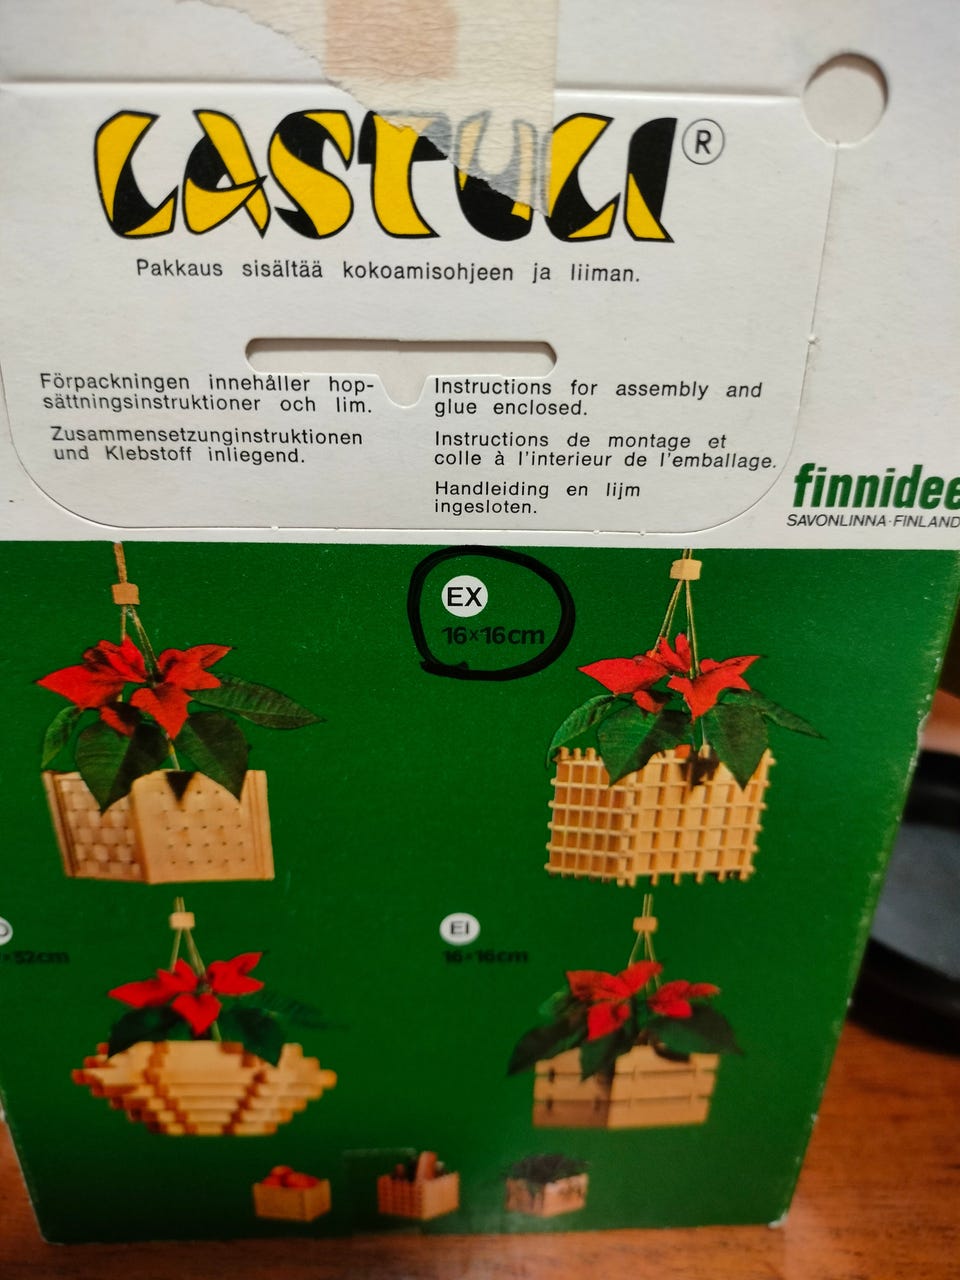 LASTULI ®
Pakkaus sisältää kokoamisohjeen ja liiman.
Förpackningen innehåller hop-
sättningsinstruktioner och lim.
Zusammensetzunginstruktionen
und Klebstoff inliegend.
Instructions for assembly and
glue enclosed.
Instructions de montage et
colle à l'interieur de l'emballage.
Handleiding en lijm
ingesloten.
finnidee
SAVONLINNA·FINLAND
EX
16×16cm
×32cm
EI
16×16cm